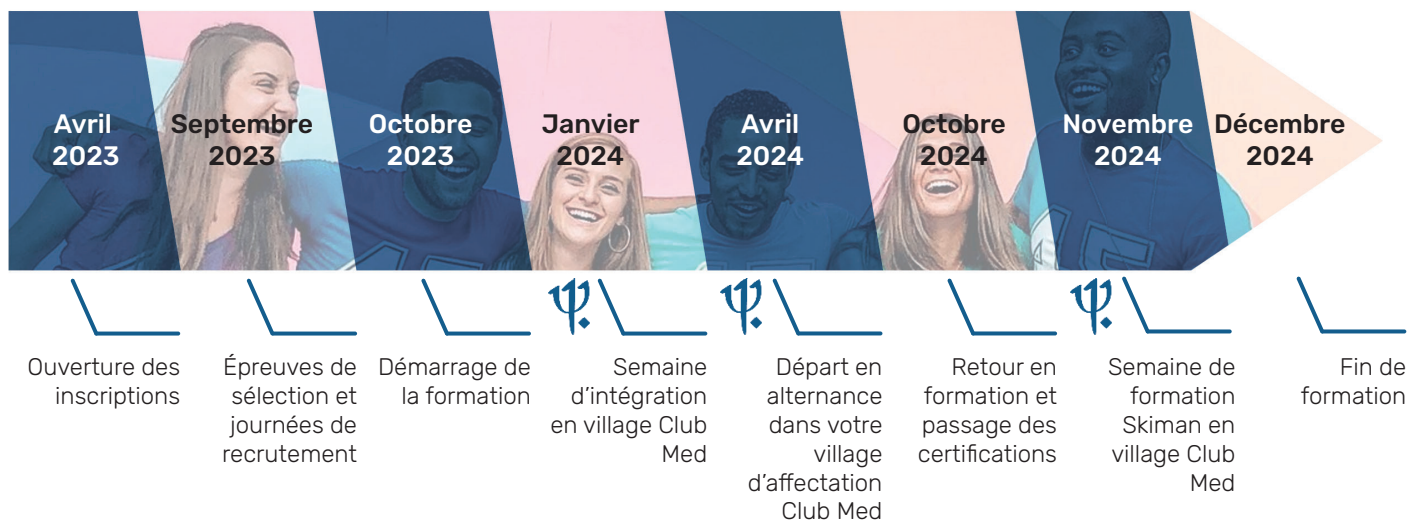 Avril
2023
Septembre
2023
Octobre
2023
Janvier
2024
Avril
2024
Octobre
2024
Novembre
2024
Décembre
2024
Ouverture des
inscriptions
Épreuves de
sélection et
journées de
recrutement
Démarrage de
la formation
Semaine
d'intégration
en village Club
Med
Départ en
alternance
dans votre
village
d'affectation
Club Med
Retour en
formation et
passage des
certifications
Semaine de
formation
Skiman en
village Club
Med
Fin de
formation